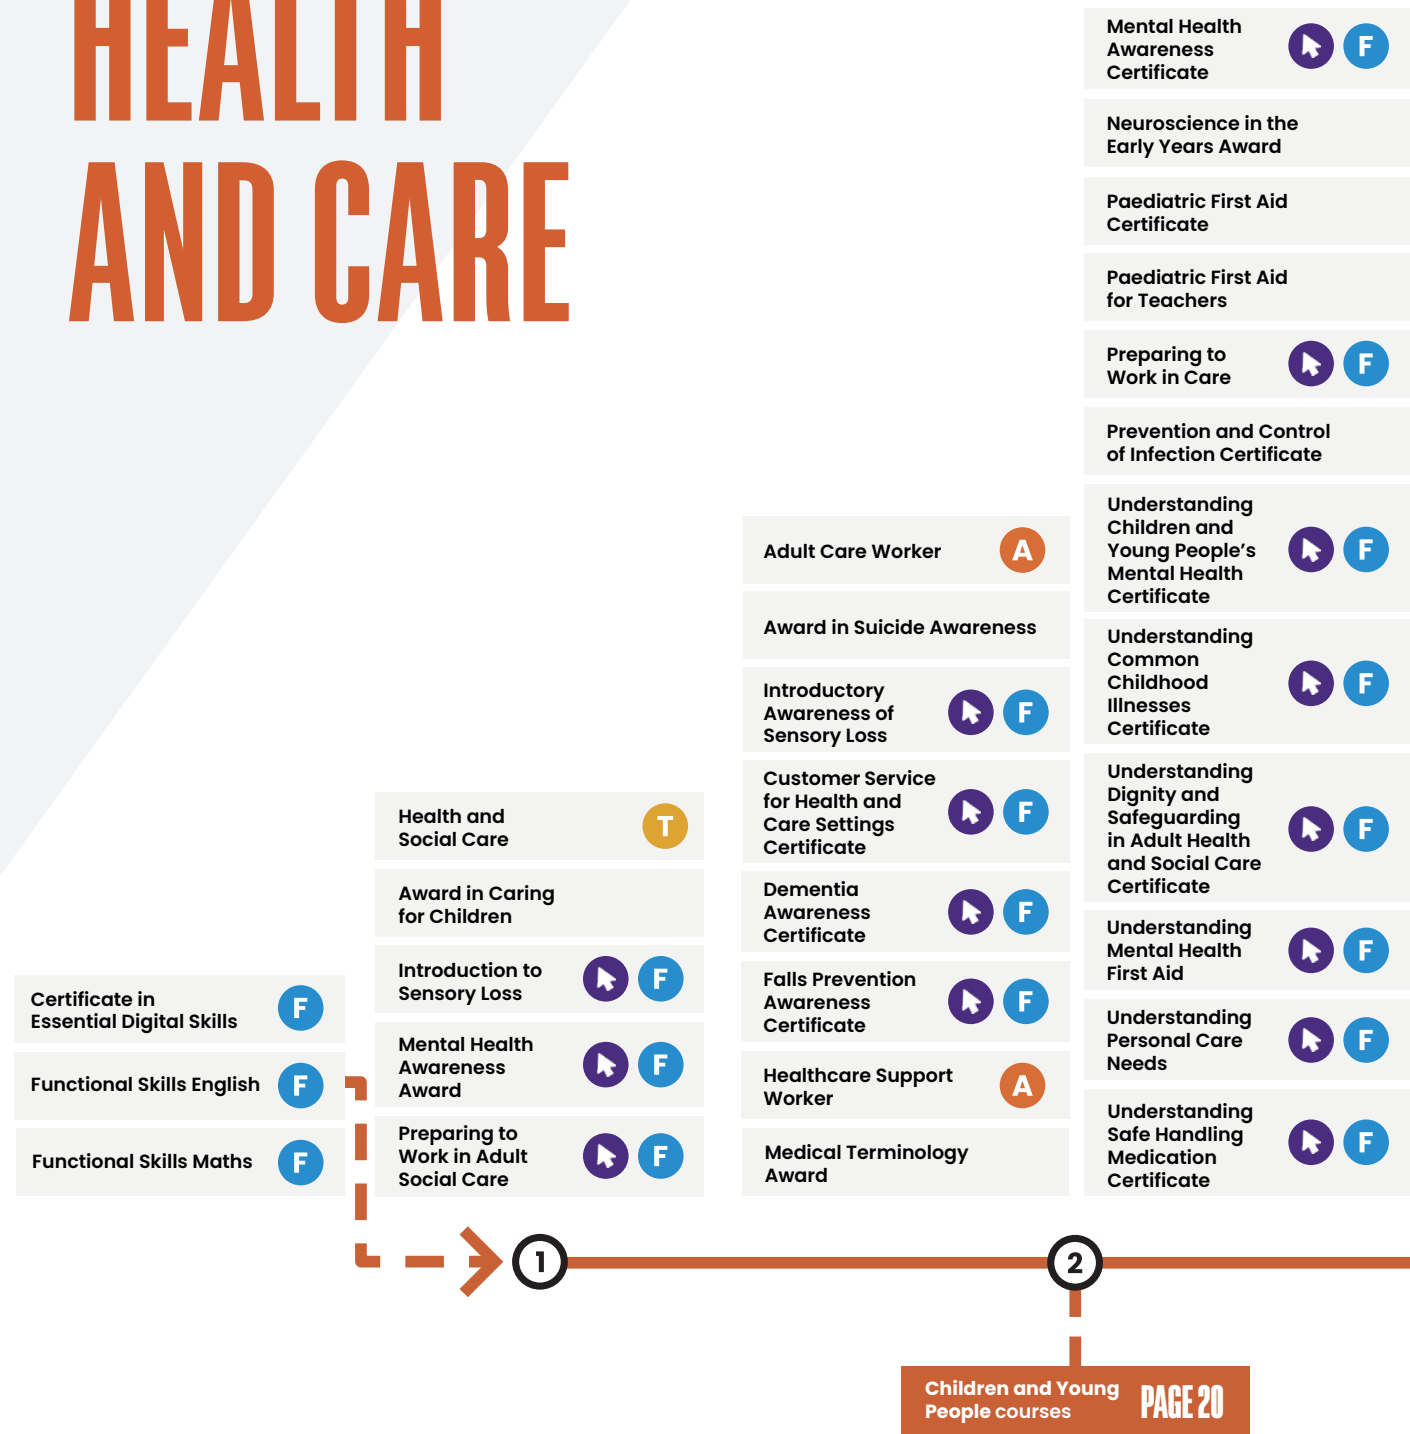 HEALTH
AND CARE
Certificate in
Essential Digital Skills
F
Functional Skills English
F
Functional Skills Maths
F
Health and
Social Care
T
Award in Caring
for Children
Introduction to
Sensory Loss
F
Mental Health
Awareness
Award
F
Preparing to
Work in Adult
Social Care
F
Adult Care Worker
A
Award in Suicide Awareness
Introductory
Awareness of
Sensory Loss
F
Customer Service
for Health and
Care Settings
Certificate
F
Dementia
Awareness
Certificate
F
Falls Prevention
Awareness
Certificate
F
Healthcare Support
Worker
A
Medical Terminology
Award
Mental Health
Awareness
Certificate
F
Neuroscience in the
Early Years Award
Paediatric First Aid
Certificate
Paediatric First Aid
for Teachers
Preparing to
Work in Care
F
Prevention and Control
of Infection Certificate
Understanding
Children and
Young People’s
Mental Health
Certificate
F
Understanding
Common
Childhood
Illnesses
Certificate
F
Understanding
Dignity and
Safeguarding
in Adult Health
and Social Care
Certificate
F
Understanding
Mental Health
First Aid
F
Understanding
Personal Care
Needs
F
Understanding
Safe Handling
Medication
Certificate
F
1
2
Children and Young
People courses
PAGE 20